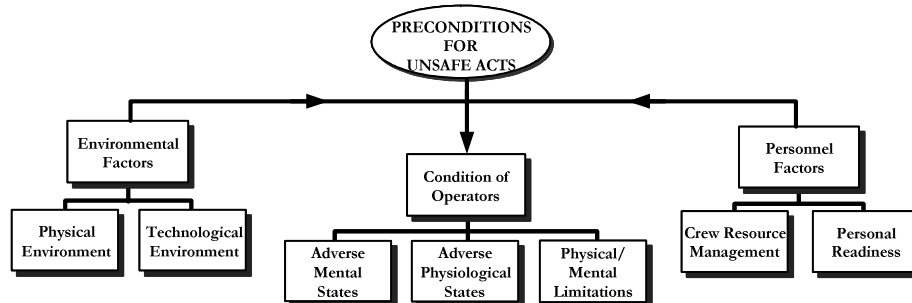 PRECONDITIONS
FOR
UNSAFE ACTS
Environmental
Factors
Condition of
Operators
Personnel
Factors
Physical
Environment
Technological
Environment
Adverse
Mental
States
Adverse
Physiological
States
Physical/
Mental
Limitations
Crew Resource
Management
Personal
Readiness